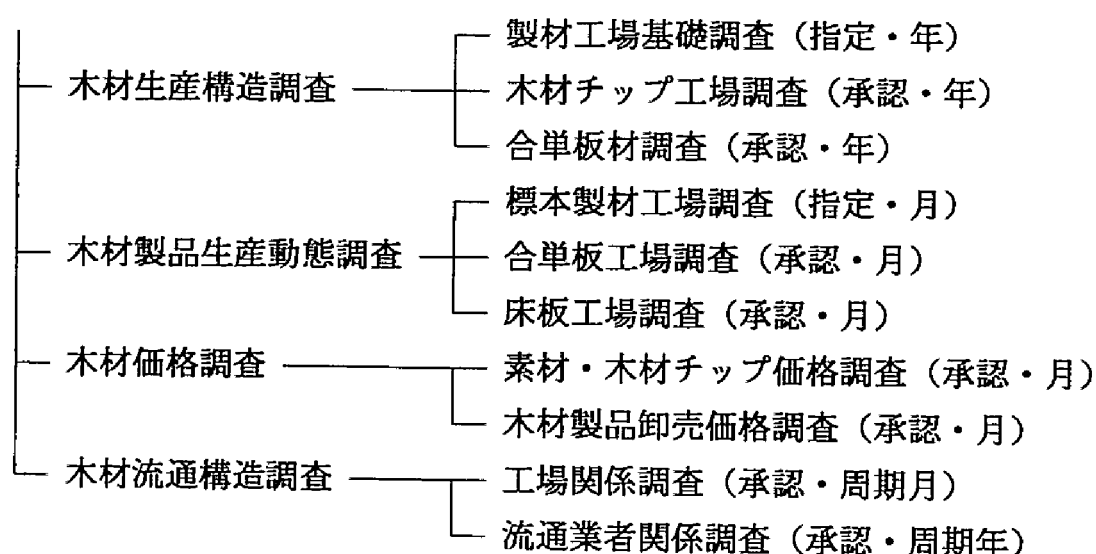 製材工場基礎調査（指定・年）
木材生産構造調査 木材チップ工場調査（承認・年）
合単板材調査（承認・年）
標本製材工場調査（指定・月）
木材製品生産動態調査 合単板工場調査（承認・月）
床板工場調査（承認・月）
木材価格調査 素材・木材チップ価格調査（承認・月）
木材製品卸売価格調査（承認・月）
木材流通構造調査 工場関係調査（承認・周期月）
流通業者関係調査（承認・周期年）